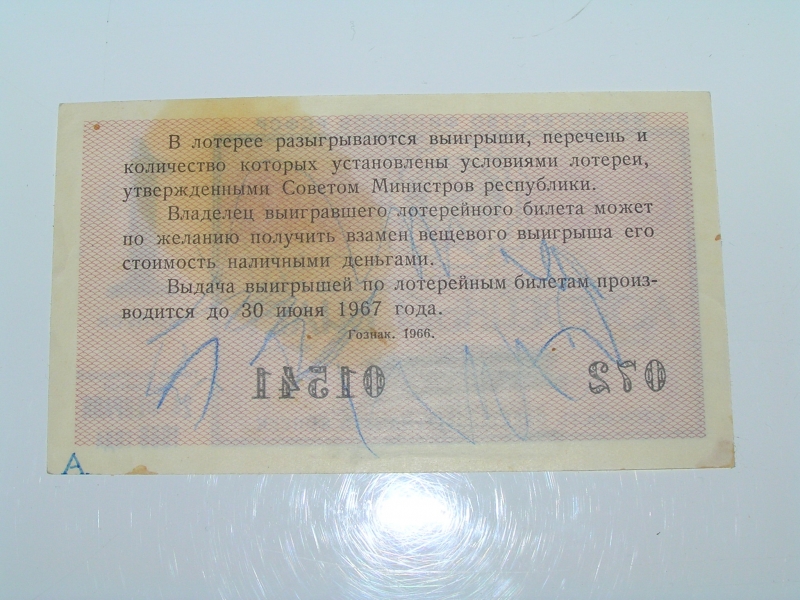 В лотерее разыгрываются выигрыши, перечень и
количество которых установлены условиями лотереи,
утвержденными Советом Министров республики.
Владелец выигравшего лотерейного билета может
по желанию получить взамен вещевого выигрыша его
стоимость наличными деньгами.
Выдача выигрышей по лотерейным билетам произ-
водится до 30 июня 1967 года.
Гознак. 1966.
01541 072
А